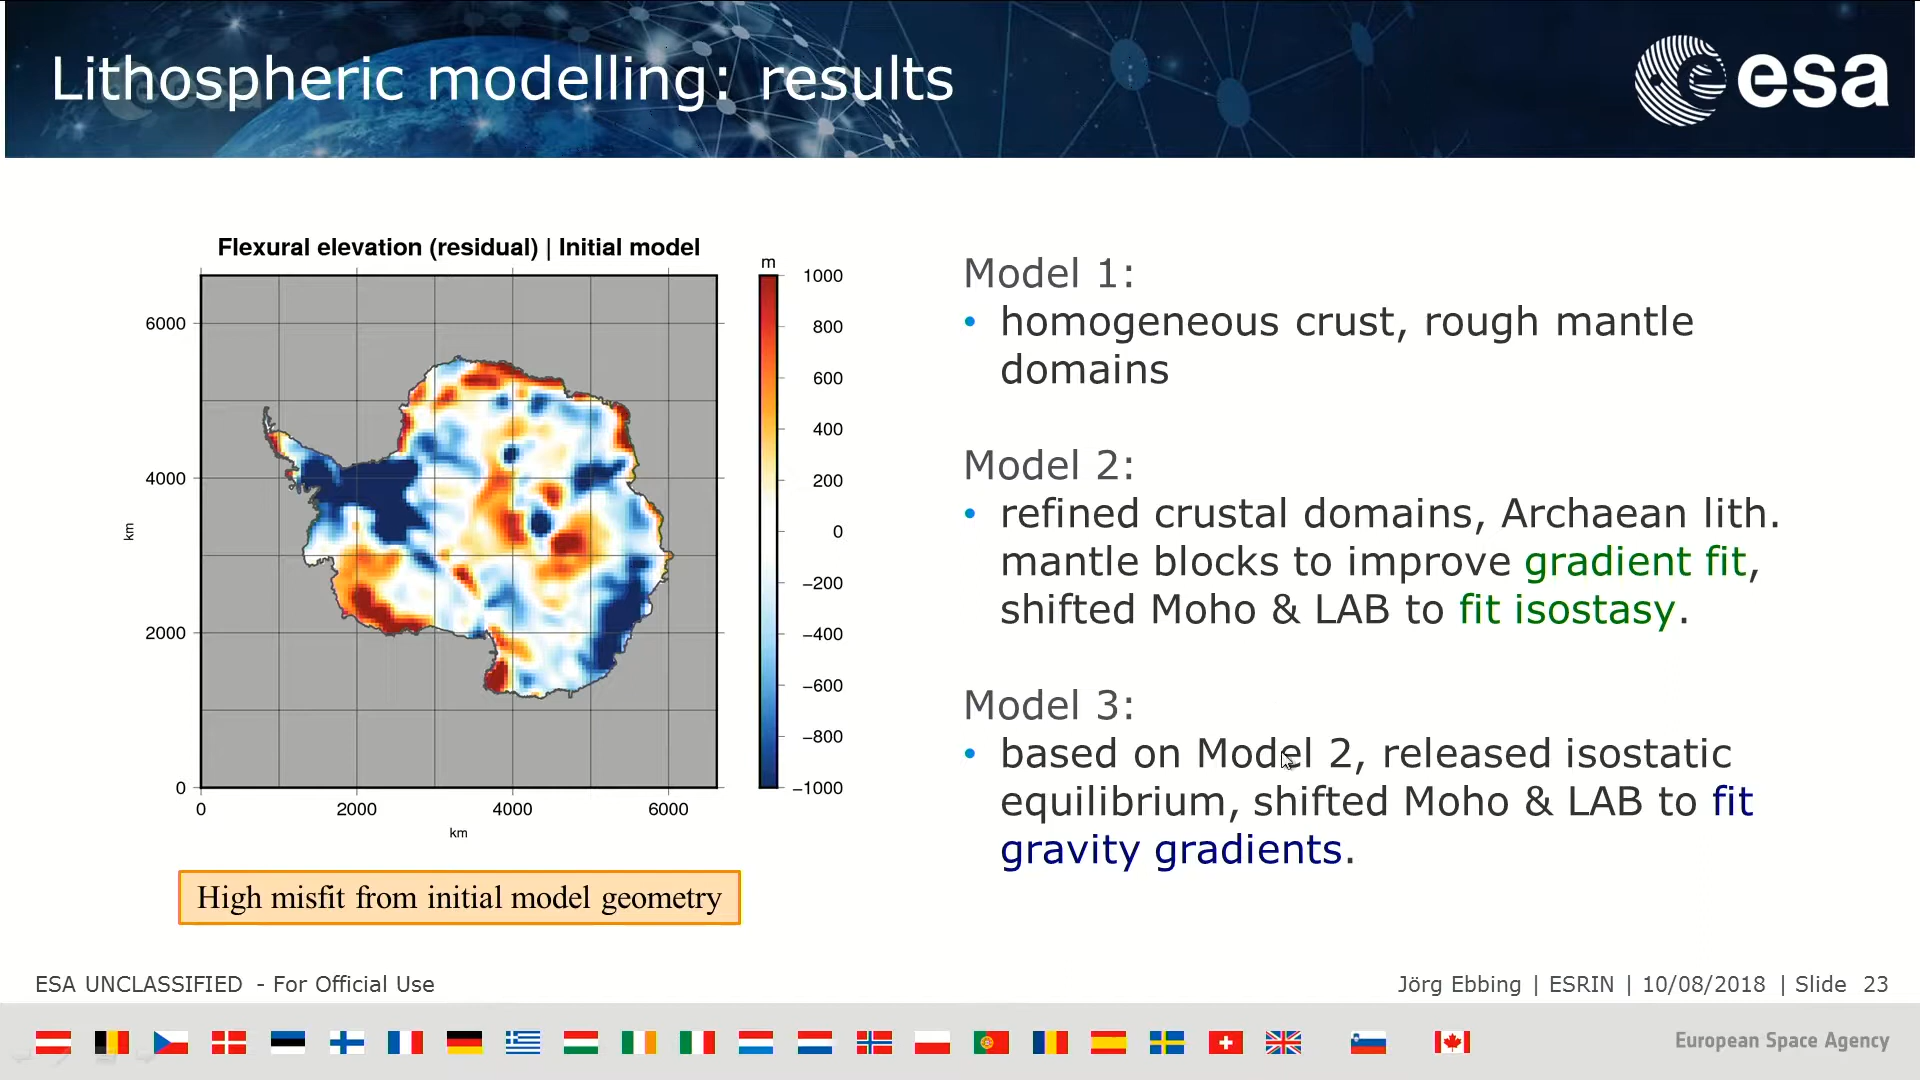 Lithospheric modelling: results
esa
Flexural elevation (residual) | Initial model
m
1000
800
600
400
200
0
−200
−400
−600
−800
−1000
6000
4000
2000
0
km
0 2000 4000 6000
km
High misfit from initial model geometry
Model 1:
• homogeneous crust, rough mantle
domains
Model 2:
• refined crustal domains, Archaean lith.
mantle blocks to improve gradient fit,
shifted Moho & LAB to fit isostasy.
Model 3:
• based on Model 2, released isostatic
equilibrium, shifted Moho & LAB to fit
gravity gradients.
ESA UNCLASSIFIED - For Official Use
Jörg Ebbing | ESRIN | 10/08/2018 | Slide 23
European Space Agency